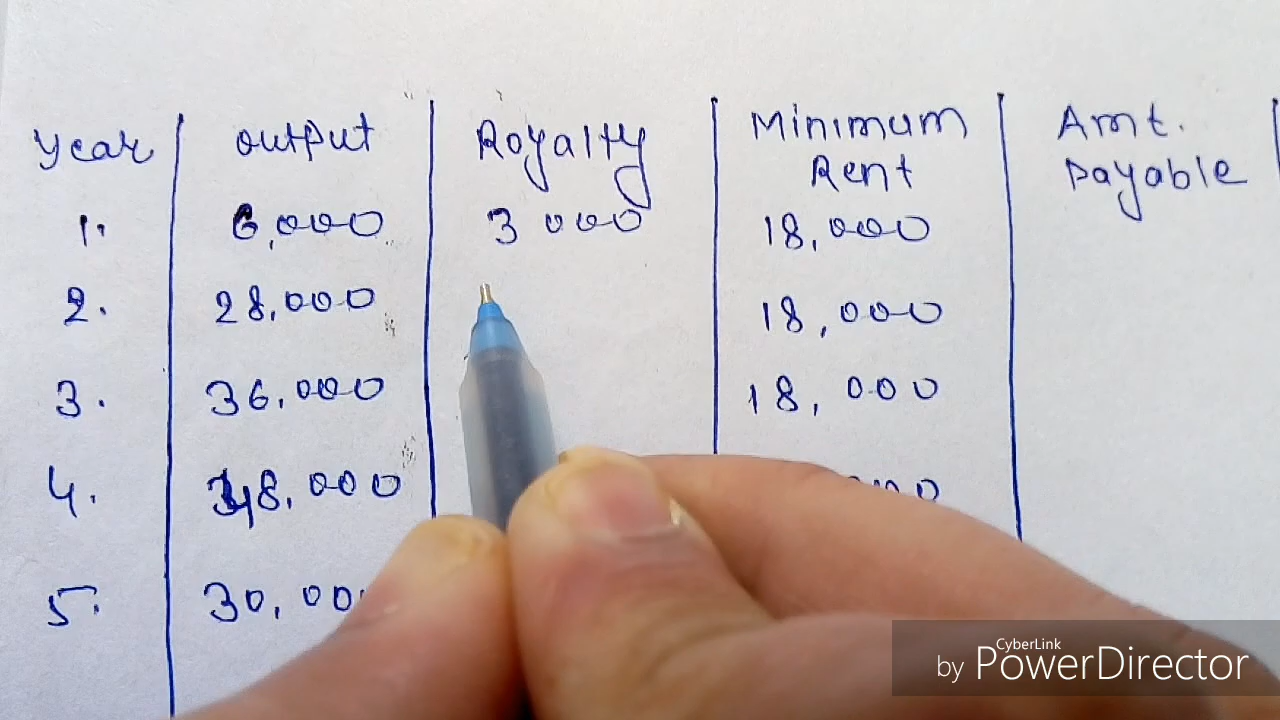 Year output Royalty Minimum Rent Amt. Payable
1. 6,000 3000 18,000
2. 28,000 18,000
3. 36,000 18,000
4. 48,000
5. 30,00
CyberLink
by PowerDirector